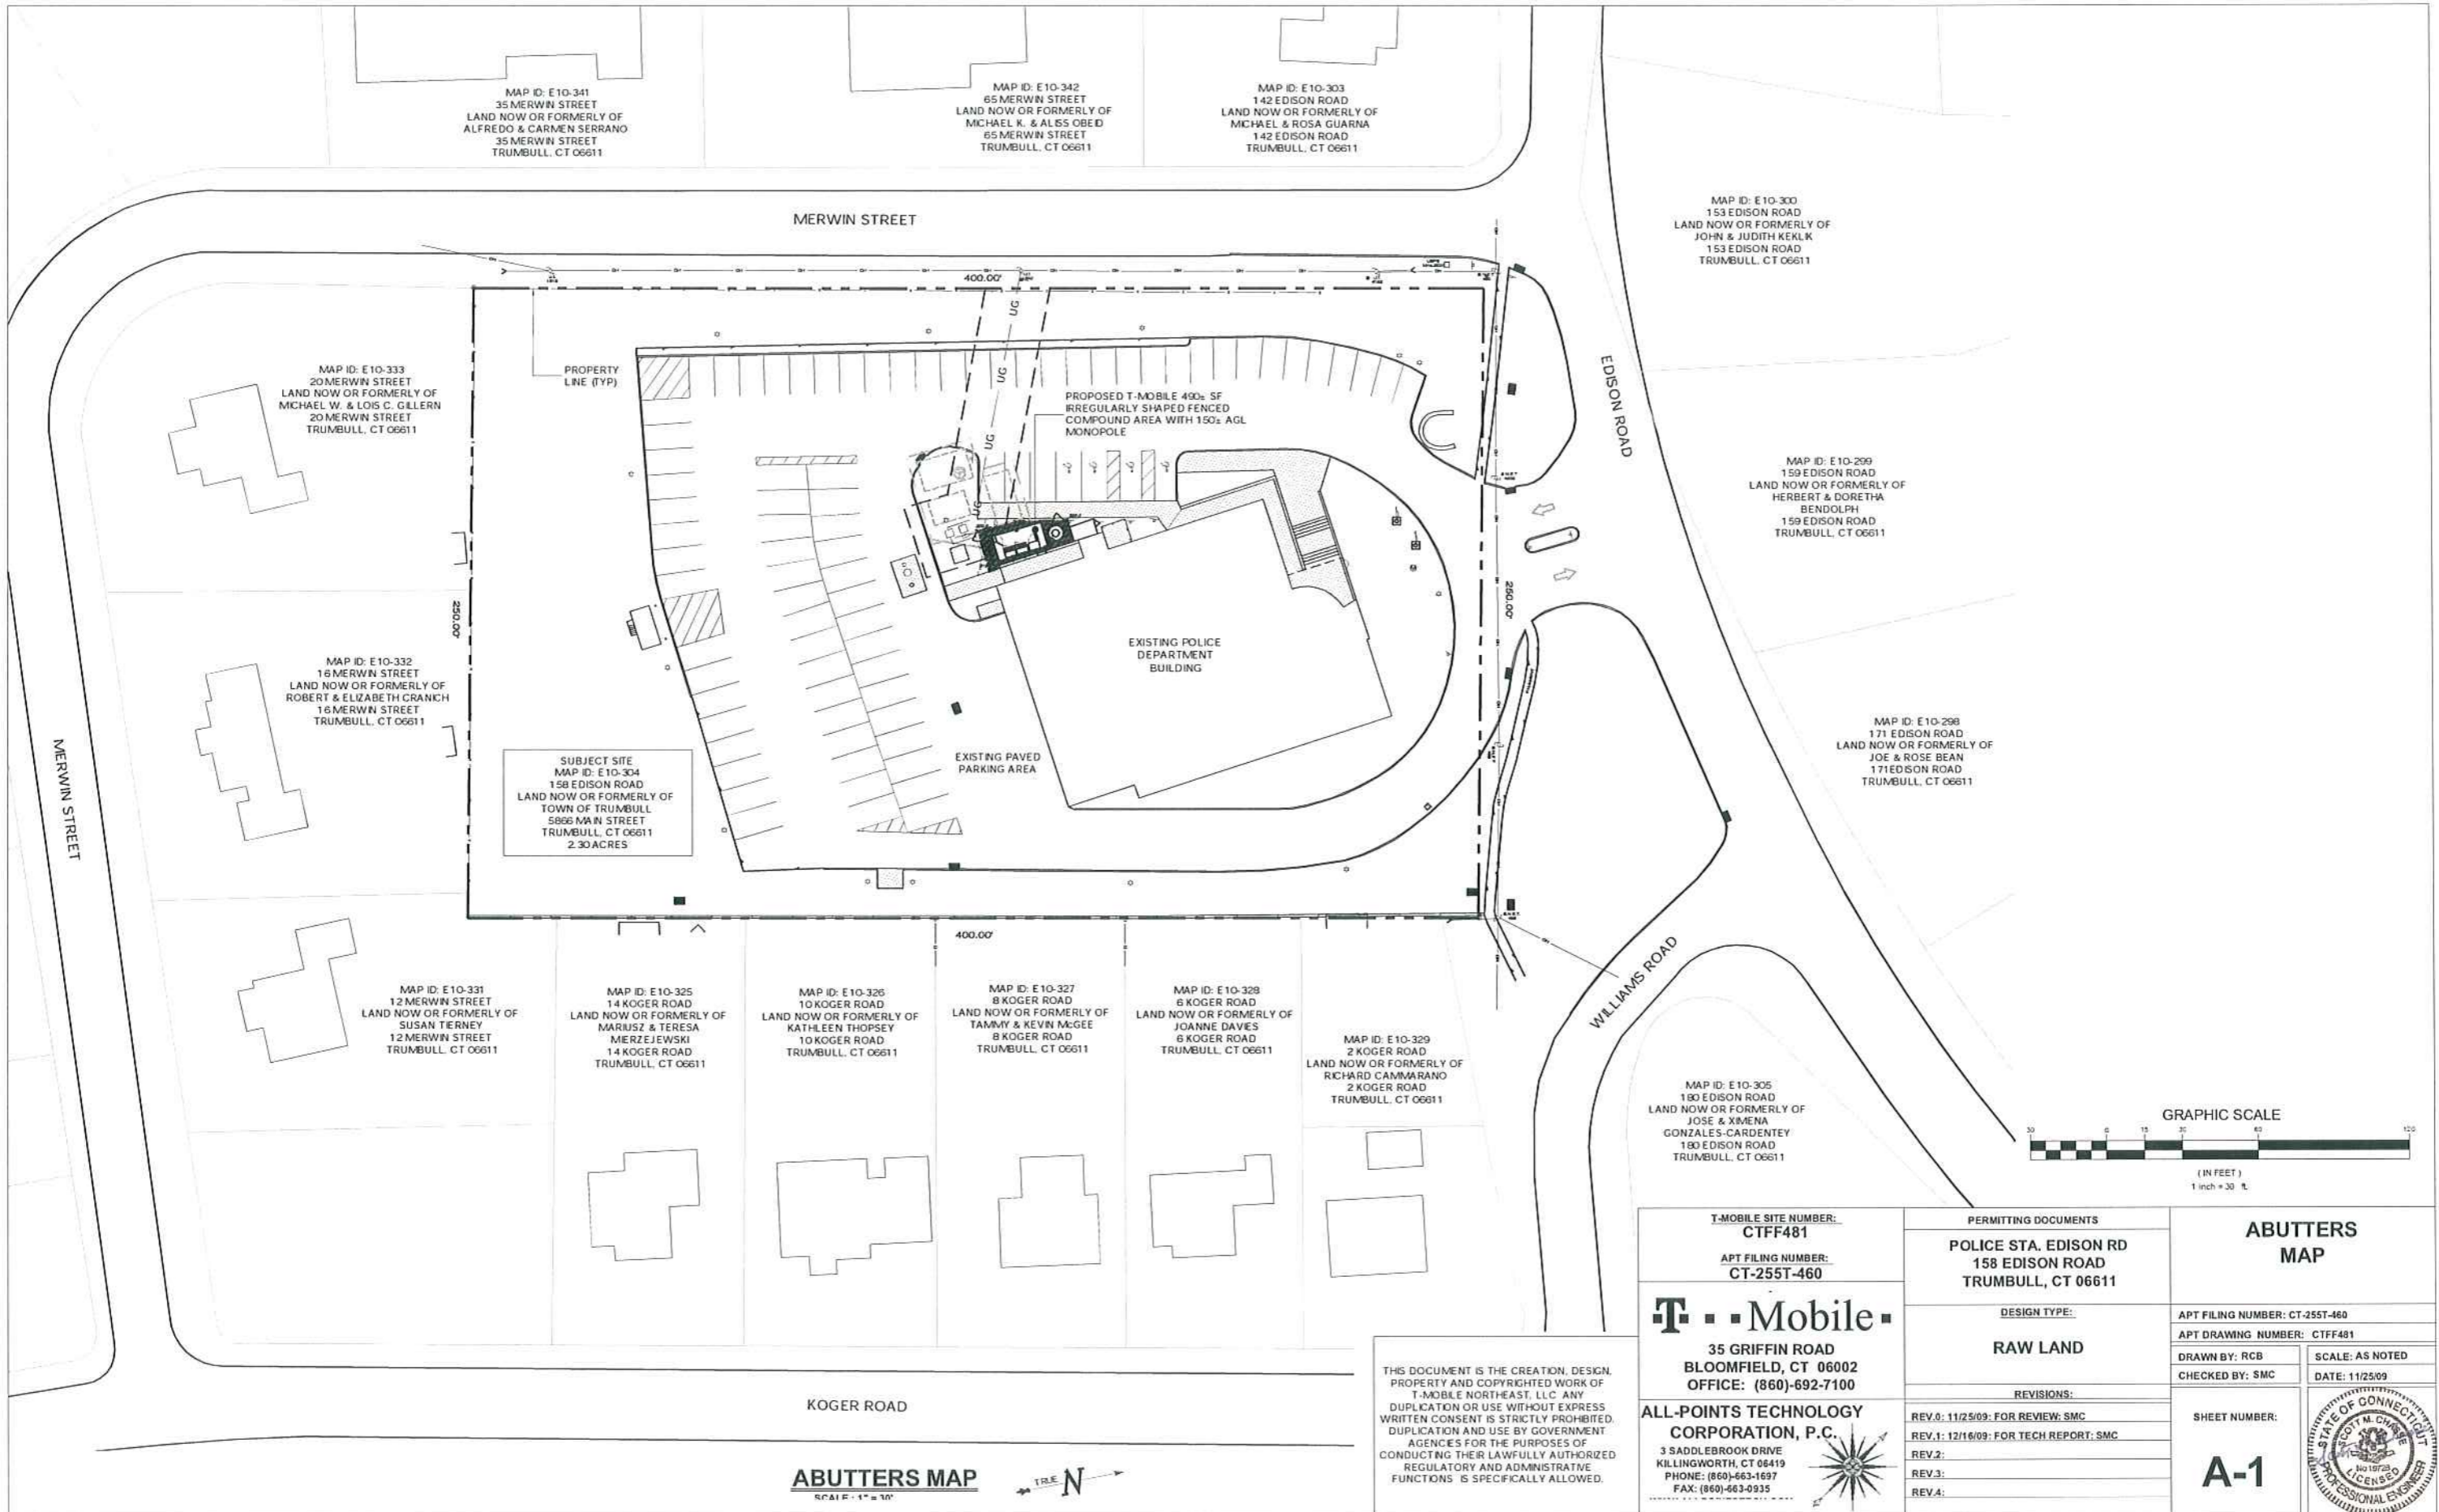 MAP ID: E10-341
35 MERWIN STREET
LAND NOW OR FORMERLY OF
ALFREDO & CARMEN SERRANO
35 MERWIN STREET
TRUMBULL, CT 06611
MAP ID: E10-342
65 MERWIN STREET
LAND NOW OR FORMERLY OF
MICHAEL K. & ALISS OBEID
65 MERWIN STREET
TRUMBULL, CT 06611
MAP ID: E10-303
142 EDISON ROAD
LAND NOW OR FORMERLY OF
MICHAEL & ROSA GUARNA
142 EDISON ROAD
TRUMBULL, CT 06611
MAP ID: E10-300
153 EDISON ROAD
LAND NOW OR FORMERLY OF
JOHN & JUDITH KEKLIK
153 EDISON ROAD
TRUMBULL, CT 06611
MERWIN STREET
400.00'
UG
UG
UG
UG
PROPERTY
LINE (TYP)
EDISON ROAD
MAP ID: E10-333
20 MERWIN STREET
LAND NOW OR FORMERLY OF
MICHAEL W. & LOIS C. GILLERN
20 MERWIN STREET
TRUMBULL, CT 06611
PROPOSED T-MOBILE 490± SF
IRREGULARLY SHAPED FENCED
COMPOUND AREA WITH 150± AGL
MONOPOLE
MAP ID: E10-299
159 EDISON ROAD
LAND NOW OR FORMERLY OF
HERBERT & DORETHA
BENDOLPH
159 EDISON ROAD
TRUMBULL, CT 06611
250.00'
250.00'
EXISTING POLICE
DEPARTMENT
BUILDING
MAP ID: E10-332
16 MERWIN STREET
LAND NOW OR FORMERLY OF
ROBERT & ELIZABETH CRANICH
16 MERWIN STREET
TRUMBULL, CT 06611
MERWIN STREET
MAP ID: E10-298
171 EDISON ROAD
LAND NOW OR FORMERLY OF
JOE & ROSE BEAN
171 EDISON ROAD
TRUMBULL, CT 06611
SUBJECT SITE
MAP ID: E10-304
158 EDISON ROAD
LAND NOW OR FORMERLY OF
TOWN OF TRUMBULL
5866 MAIN STREET
TRUMBULL, CT 06611
2.30 ACRES
EXISTING PAVED
PARKING AREA
400.00'
WILLIAMS ROAD
MAP ID: E10-331
12 MERWIN STREET
LAND NOW OR FORMERLY OF
SUSAN TIERNEY
12 MERWIN STREET
TRUMBULL, CT 06611
MAP ID: E10-325
14 KOGER ROAD
LAND NOW OR FORMERLY OF
MARIUSZ & TERESA
MIERZEJEWSKI
14 KOGER ROAD
TRUMBULL, CT 06611
MAP ID: E10-326
10 KOGER ROAD
LAND NOW OR FORMERLY OF
KATHLEEN THOPSEY
10 KOGER ROAD
TRUMBULL, CT 06611
MAP ID: E10-327
8 KOGER ROAD
LAND NOW OR FORMERLY OF
TAMMY & KEVIN McGEE
8 KOGER ROAD
TRUMBULL, CT 06611
MAP ID: E10-328
6 KOGER ROAD
LAND NOW OR FORMERLY OF
JOANNE DAVIES
6 KOGER ROAD
TRUMBULL, CT 06611
MAP ID: E10-329
2 KOGER ROAD
LAND NOW OR FORMERLY OF
RICHARD CAMMARANO
2 KOGER ROAD
TRUMBULL, CT 06611
MAP ID: E10-305
180 EDISON ROAD
LAND NOW OR FORMERLY OF
JOSE & XIMENA
GONZALES-CARDENTEY
180 EDISON ROAD
TRUMBULL, CT 06611
GRAPHIC SCALE
30 0 15 30 60 120
( IN FEET )
1 inch = 30 ft.
KOGER ROAD
ABUTTERS MAP
SCALE : 1" = 30'
TRUE N
THIS DOCUMENT IS THE CREATION, DESIGN,
PROPERTY AND COPYRIGHTED WORK OF
T-MOBILE NORTHEAST, LLC ANY
DUPLICATION OR USE WITHOUT EXPRESS
WRITTEN CONSENT IS STRICTLY PROHIBITED.
DUPLICATION AND USE BY GOVERNMENT
AGENCIES FOR THE PURPOSES OF
CONDUCTING THEIR LAWFULLY AUTHORIZED
REGULATORY AND ADMINISTRATIVE
FUNCTIONS IS SPECIFICALLY ALLOWED.
T-MOBILE SITE NUMBER:
CTFF481
APT FILING NUMBER:
CT-255T-460
T Mobile
35 GRIFFIN ROAD
BLOOMFIELD, CT 06002
OFFICE: (860)-692-7100
ALL-POINTS TECHNOLOGY
CORPORATION, P.C.
3 SADDLEBROOK DRIVE
KILLINGWORTH, CT 06419
PHONE: (860)-663-1697
FAX: (860)-663-0935
PERMITTING DOCUMENTS
POLICE STA. EDISON RD
158 EDISON ROAD
TRUMBULL, CT 06611
DESIGN TYPE:
RAW LAND
REVISIONS:
REV.0: 11/25/09: FOR REVIEW: SMC
REV.1: 12/16/09: FOR TECH REPORT: SMC
REV.2:
REV.3:
REV.4:
ABUTTERS
MAP
APT FILING NUMBER: CT-255T-460
APT DRAWING NUMBER: CTFF481
DRAWN BY: RCB
SCALE: AS NOTED
CHECKED BY: SMC
DATE: 11/25/09
SHEET NUMBER:
A-1
STATE OF CONNECTICUT
SCOTT M. CHASSE
LICENSED
PROFESSIONAL ENGINEER